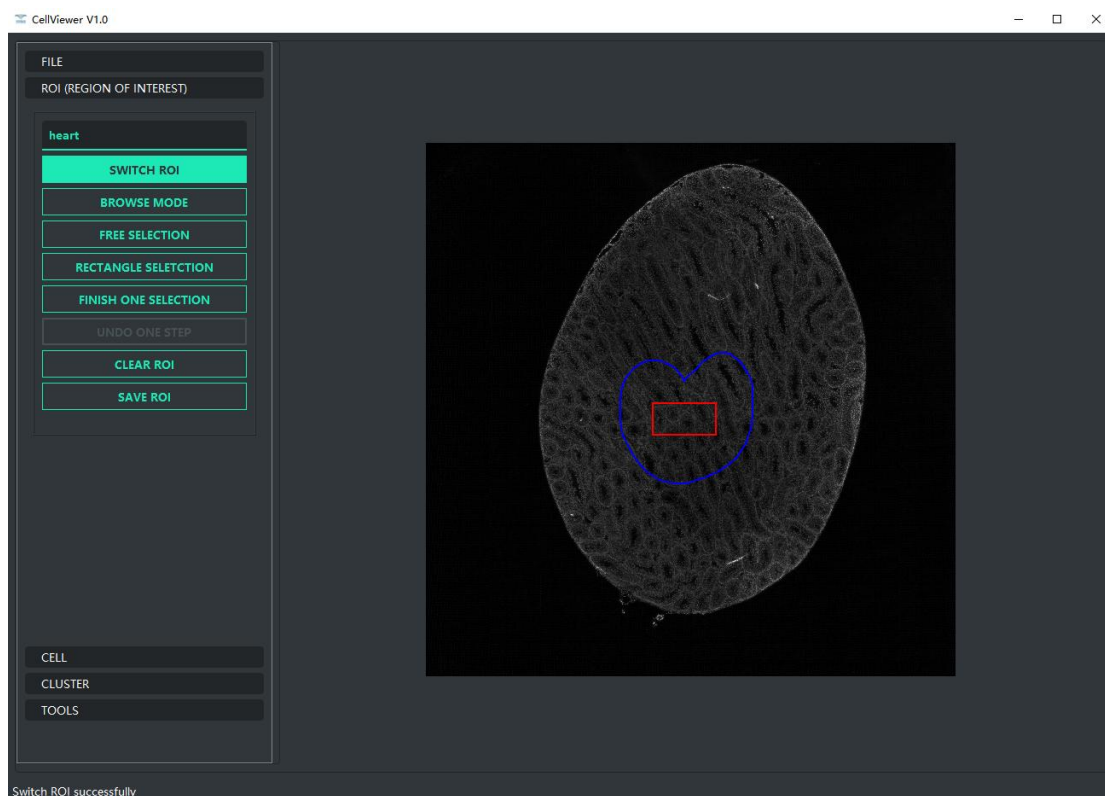 CellViewer V1.0
FILE
ROI (REGION OF INTEREST)
heart
SWITCH ROI
BROWSE MODE
FREE SELECTION
RECTANGLE SELETCTION
FINISH ONE SELECTION
UNDO ONE STEP
CLEAR ROI
SAVE ROI
CELL
CLUSTER
TOOLS
Switch ROI successfully